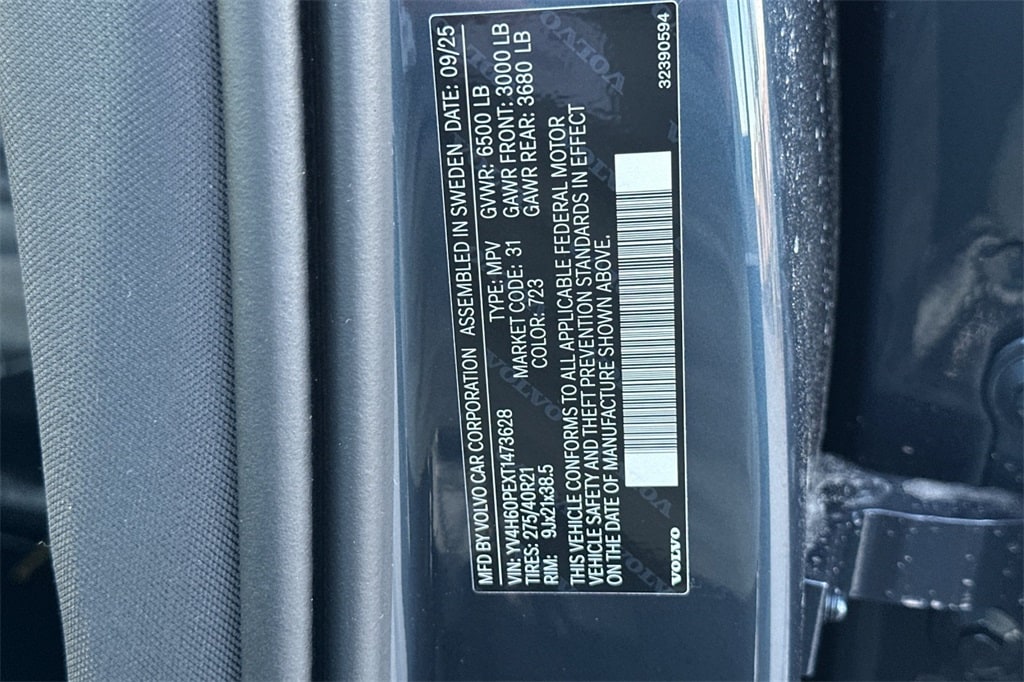 MFD BY VOLVO CAR CORPORATION ASSEMBLED IN SWEDEN DATE: 09/25
VIN: YV4H60PEXT1473628 TYPE: MPV GVWR: 6500 LB
TIRES: 275/40R21 MARKET CODE: 31 GAWR FRONT: 3000 LB
RIM: 9Jx21x38.5 COLOR: 723 GAWR REAR: 3680 LB
THIS VEHICLE CONFORMS TO ALL APPLICABLE FEDERAL MOTOR
VEHICLE SAFETY AND THEFT PREVENTION STANDARDS IN EFFECT
ON THE DATE OF MANUFACTURE SHOWN ABOVE.
VOLVO 32390594